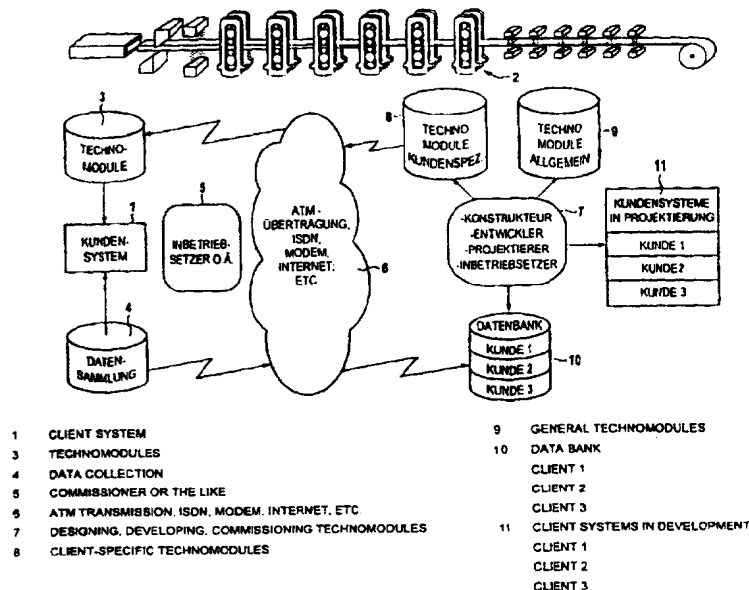 2
3
TECHNO-
MODULE
8
TECHNO
MODULE
KUNDENSPEZ.
TECHNO
MODULE
ALLGEMEIN
9
11
KUNDENSYSTEME
IN PROJEKTIERUNG
KUNDE 1
KUNDE 2
KUNDE 3
1
KUNDEN-
SYSTEM
5
INBETRIEB-
SETZER O.Ä.
ATM-
ÜBERTRAGUNG,
ISDN,
MODEM,
INTERNET;
ETC
6
7
-KONSTRUKTEUR
-ENTWICKLER
-PROJEKTIERER
-INBETRIEBSETZER
4
DATEN-
SAMMLUNG
DATENBANK
KUNDE 1
KUNDE 2
KUNDE 3
10
1 CLIENT SYSTEM
3 TECHNOMODULES
4 DATA COLLECTION
5 COMMISSIONER OR THE LIKE
6 ATM TRANSMISSION, ISDN, MODEM, INTERNET, ETC.
7 DESIGNING, DEVELOPING, COMMISSIONING TECHNOMODULES
8 CLIENT-SPECIFIC TECHNOMODULES
9 GENERAL TECHNOMODULES
10 DATA BANK
CLIENT 1
CLIENT 2
CLIENT 3
11 CLIENT SYSTEMS IN DEVELOPMENT
CLIENT 1
CLIENT 2
CLIENT 3